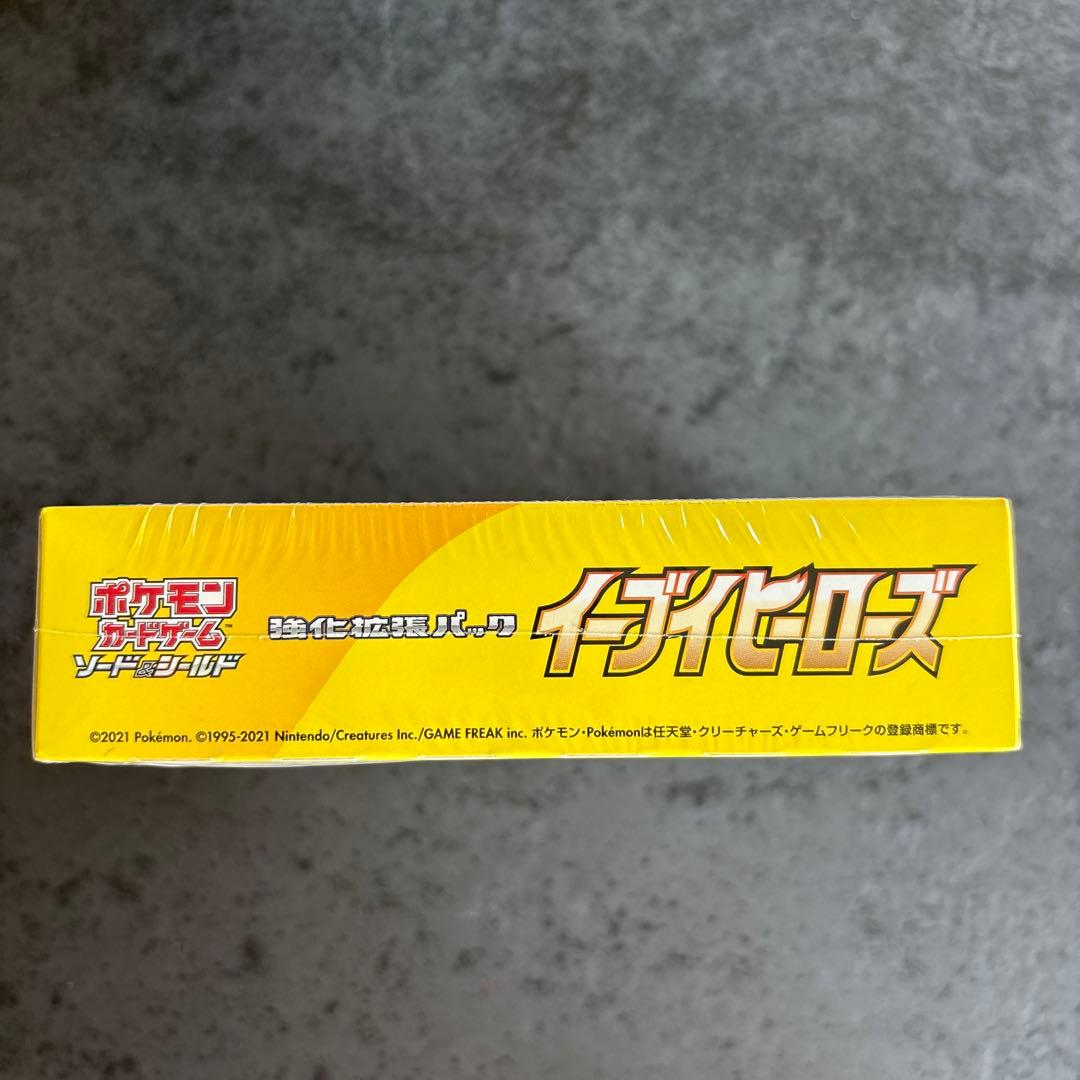 ポケモン
カードゲーム™
ソード&シールド
強化拡張パック
イーブイヒーローズ
©2021 Pokémon. ©1995-2021 Nintendo/Creatures Inc./GAME FREAK inc. ポケモン・Pokémonは任天堂・クリーチャーズ・ゲームフリークの登録商標です。